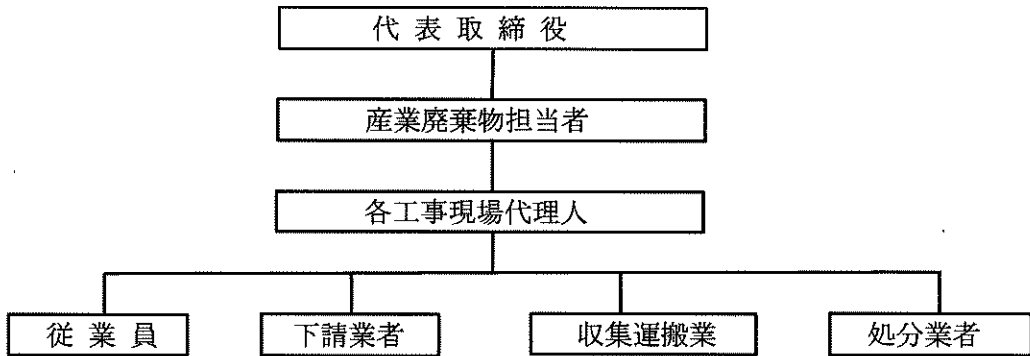 代 表 取 締 役
産業廃棄物担当者
各工事現場代理人
従 業 員
下請業者
収集運搬業
処分業者